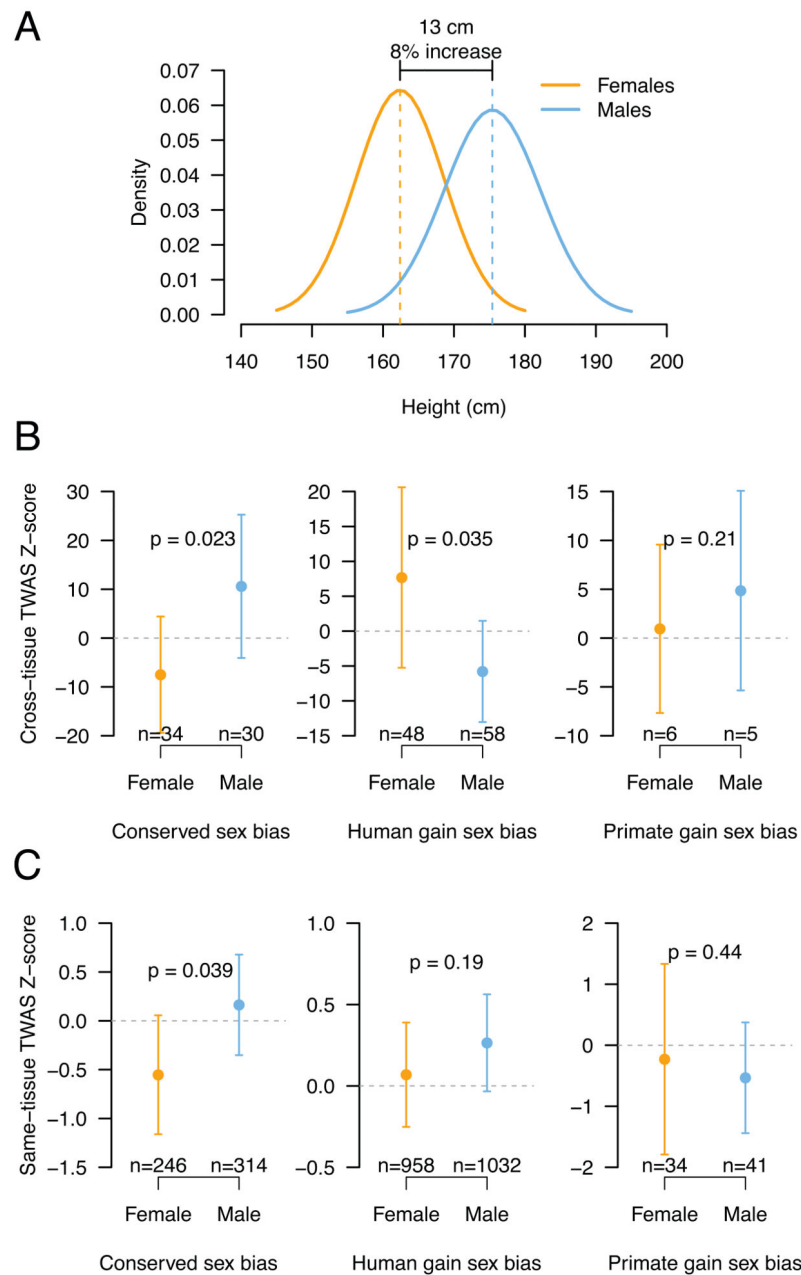 A
13 cm
8% increase
Females
Males
Density
0.07
0.06
0.05
0.04
0.03
0.02
0.01
0.00
140 150 160 170 180 190 200
Height (cm)
B
Cross−tissue TWAS Z−score
30
20
10
0
−10
−20
p = 0.023
n=34 n=30
Female Male
Conserved sex bias
20
15
10
5
0
−5
−10
−15
p = 0.035
n=48 n=58
Female Male
Human gain sex bias
15
10
5
0
−5
−10
p = 0.21
n=6 n=5
Female Male
Primate gain sex bias
C
Same−tissue TWAS Z−score
1.0
0.5
0.0
−0.5
−1.0
−1.5
p = 0.039
n=246 n=314
Female Male
Conserved sex bias
1.0
0.5
0.0
−0.5
p = 0.19
n=958 n=1032
Female Male
Human gain sex bias
2
1
0
−1
−2
p = 0.44
n=34 n=41
Female Male
Primate gain sex bias